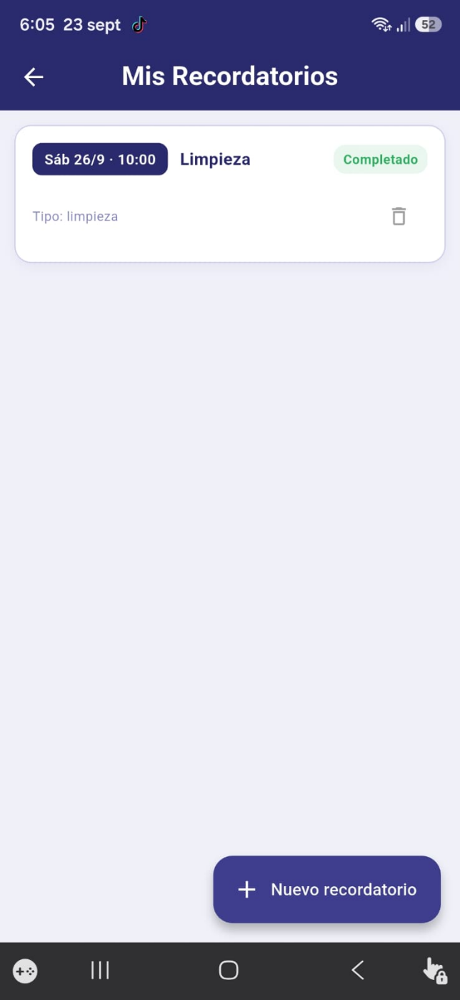 6:05 23 sept 52
Mis Recordatorios
Sáb 26/9 · 10:00 Limpieza Completado
Tipo: limpieza
Nuevo recordatorio